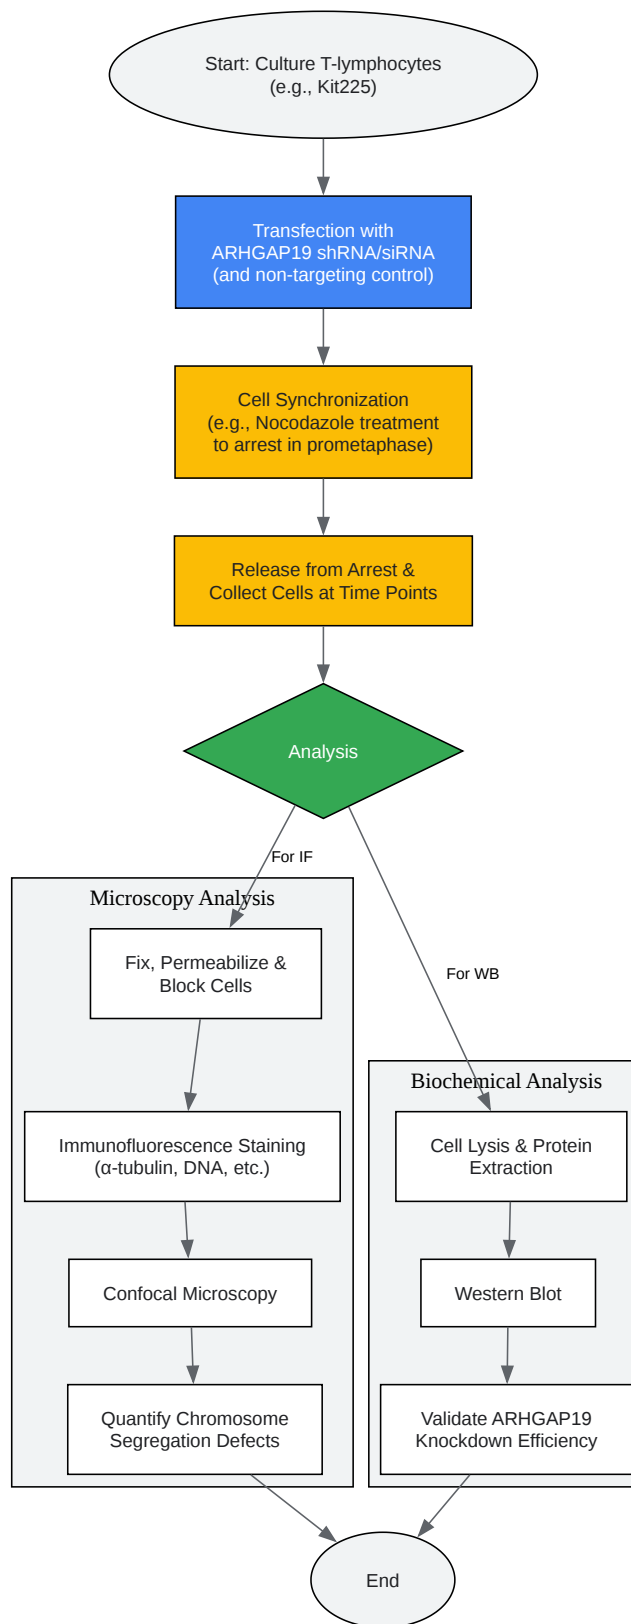 Start: Culture T-lymphocytes
(e.g., Kit225)
Transfection with
ARHGAP19 shRNA/siRNA
(and non-targeting control)
Cell Synchronization
(e.g., Nocodazole treatment
to arrest in prometaphase)
Release from Arrest &
Collect Cells at Time Points
Analysis
For IF
Microscopy Analysis
Fix, Permeabilize &
Block Cells
Immunofluorescence Staining
(α-tubulin, DNA, etc.)
Confocal Microscopy
Quantify Chromosome
Segregation Defects
For WB
Biochemical Analysis
Cell Lysis & Protein
Extraction
Western Blot
Validate ARHGAP19
Knockdown Efficiency
End